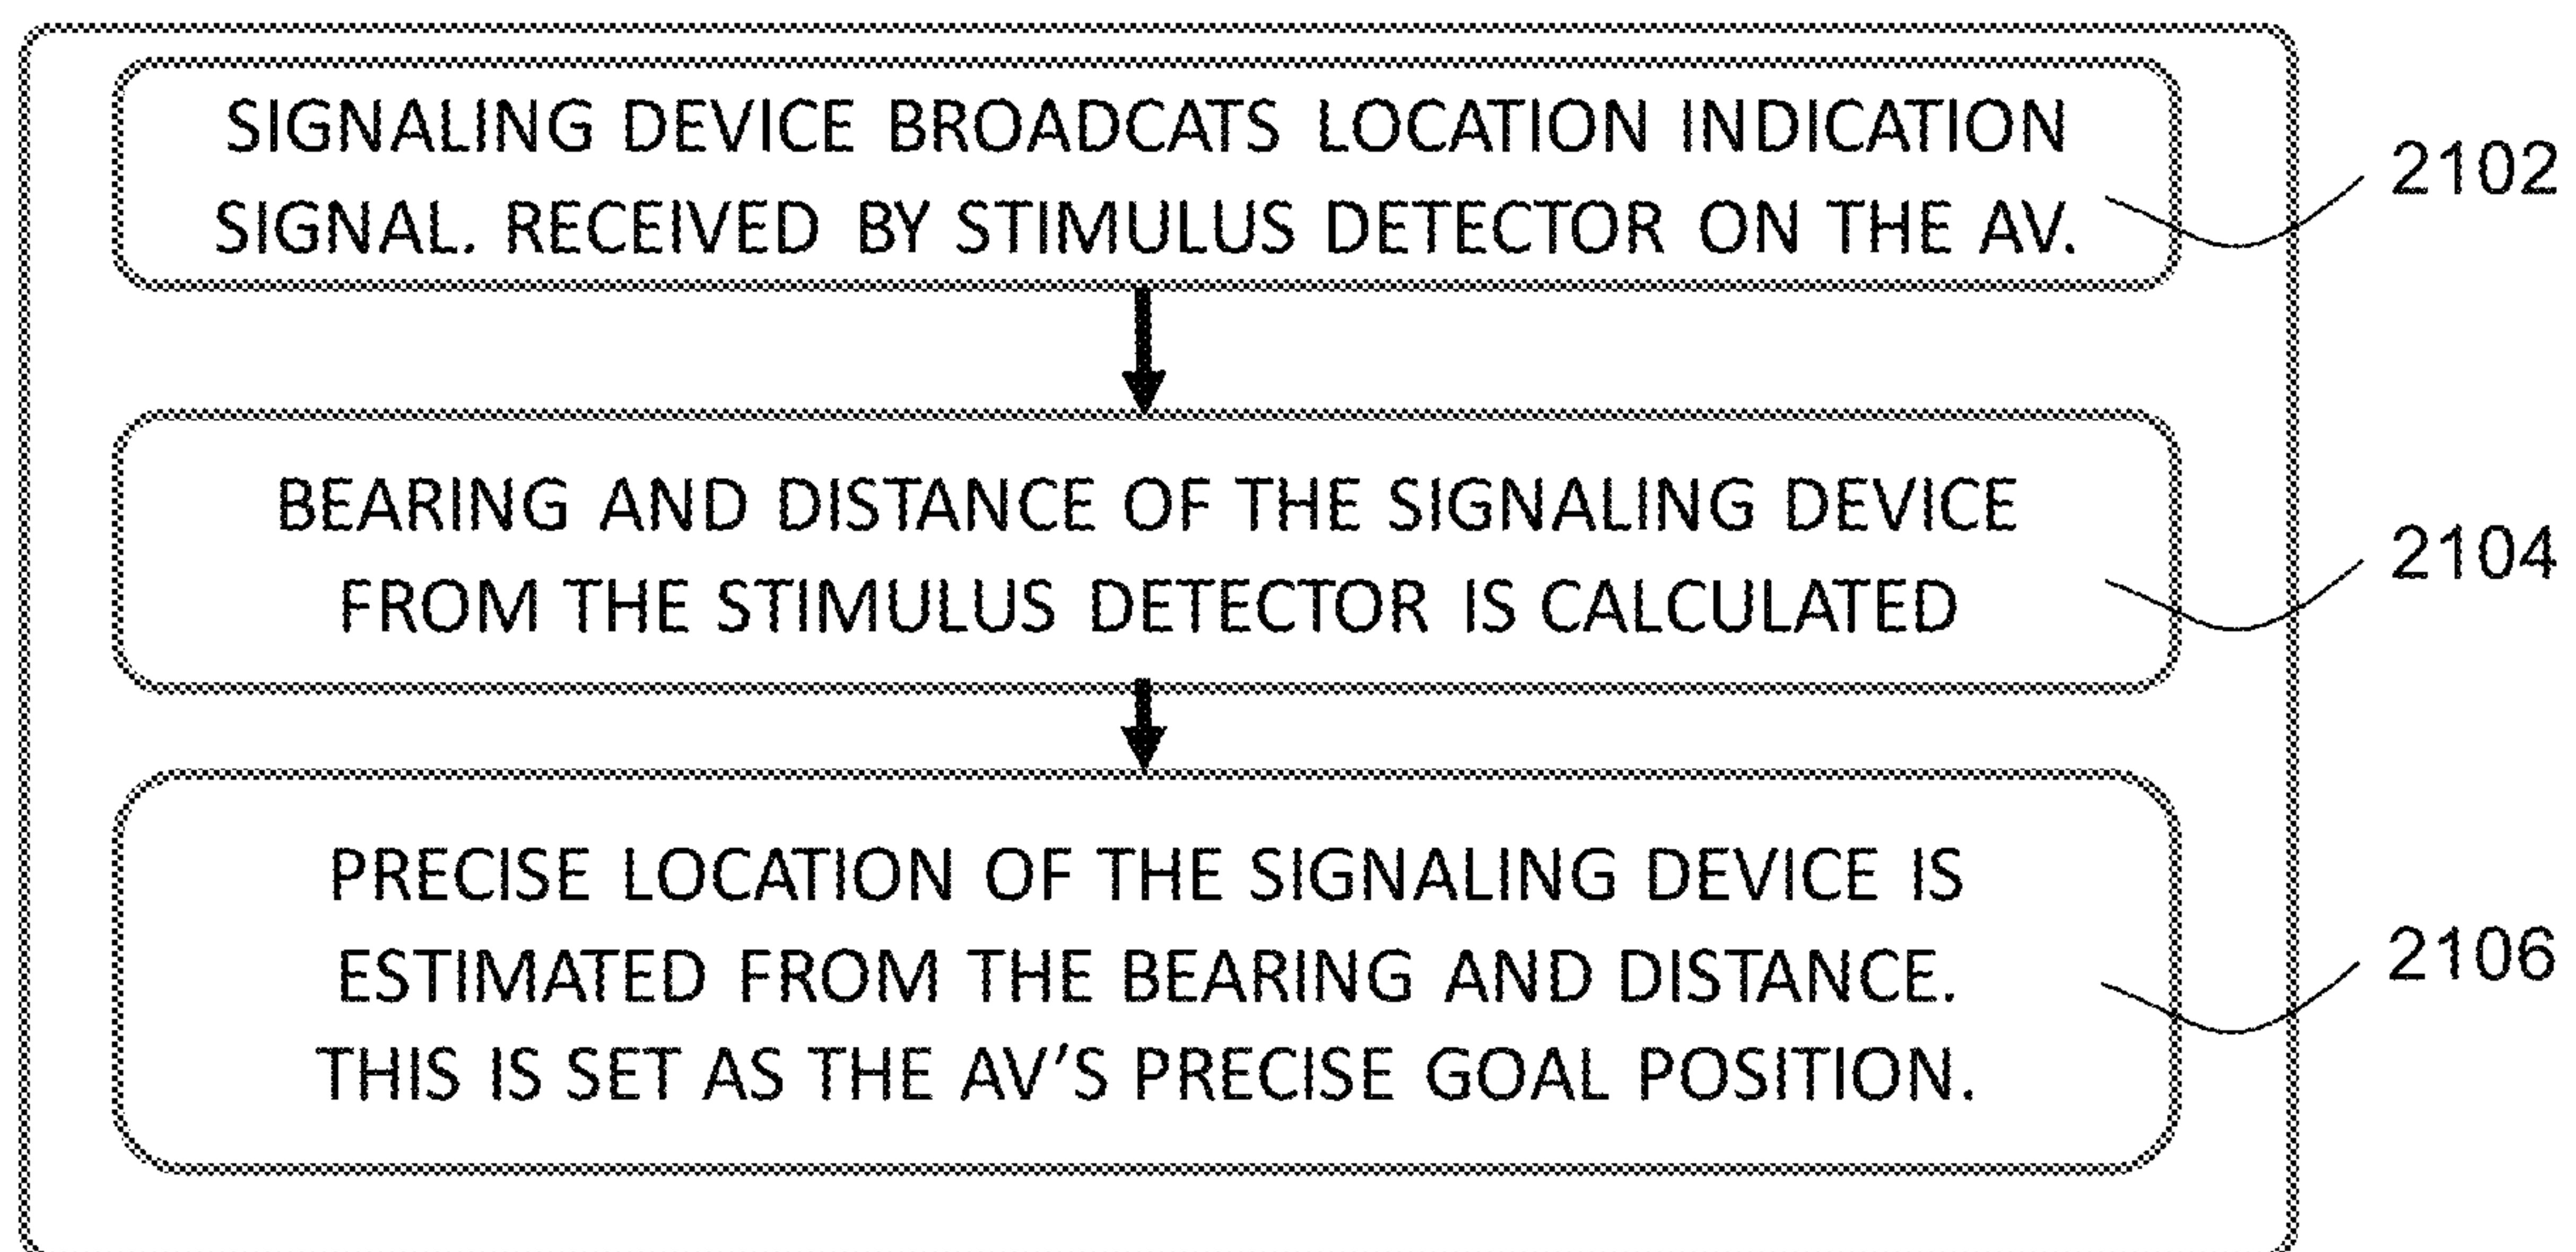 SIGNALING DEVICE BROADCATS LOCATION INDICATION
SIGNAL. RECEIVED BY STIMULUS DETECTOR ON THE AV.
2102
BEARING AND DISTANCE OF THE SIGNALING DEVICE
FROM THE STIMULUS DETECTOR IS CALCULATED
2104
PRECISE LOCATION OF THE SIGNALING DEVICE IS
ESTIMATED FROM THE BEARING AND DISTANCE.
THIS IS SET AS THE AV'S PRECISE GOAL POSITION.
2106